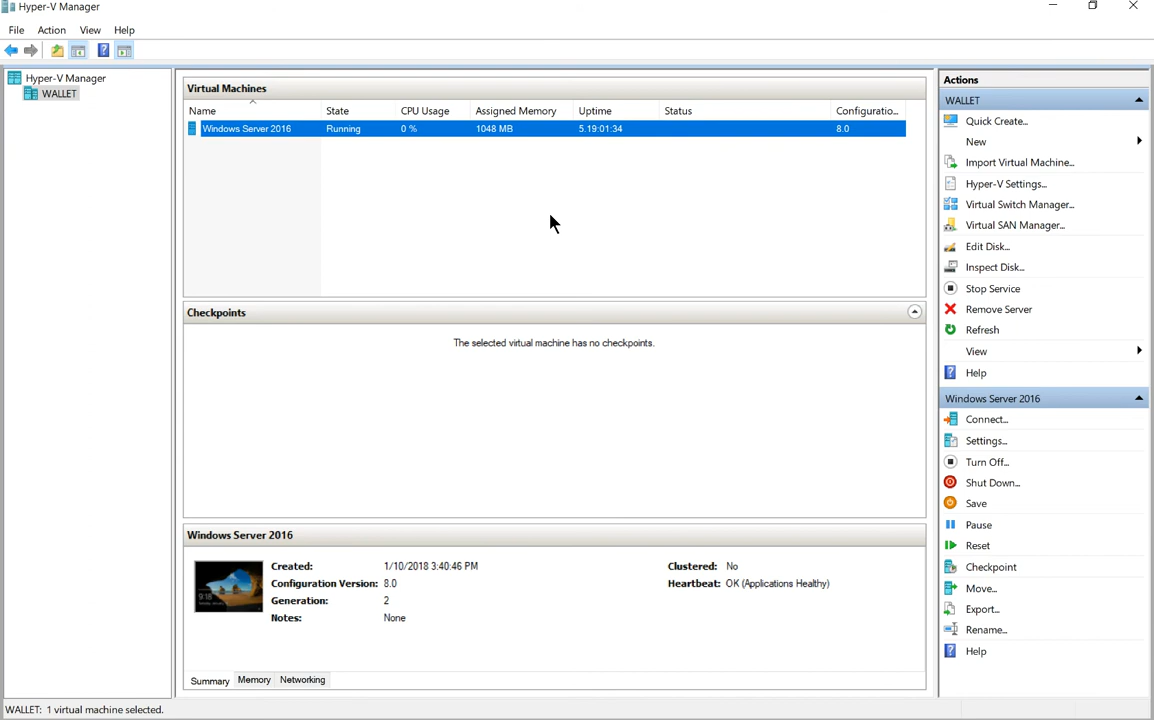 Hyper-V Manager
File Action View Help
Hyper-V Manager
WALLET
Virtual Machines
Name State CPU Usage Assigned Memory Uptime Status Configuratio...
Windows Server 2016 Running 0 % 1048 MB 5.19:01:34 8.0
Checkpoints
The selected virtual machine has no checkpoints.
Windows Server 2016
9:18
Created: 1/10/2018 3:40:46 PM
Configuration Version: 8.0
Generation: 2
Notes: None
Clustered: No
Heartbeat: OK (Applications Healthy)
Summary Memory Networking
Actions
WALLET
Quick Create...
New
Import Virtual Machine...
Hyper-V Settings...
Virtual Switch Manager...
Virtual SAN Manager...
Edit Disk...
Inspect Disk...
Stop Service
Remove Server
Refresh
View
Help
Windows Server 2016
Connect...
Settings...
Turn Off...
Shut Down...
Save
Pause
Reset
Checkpoint
Move...
Export...
Rename...
Help
WALLET: 1 virtual machine selected.